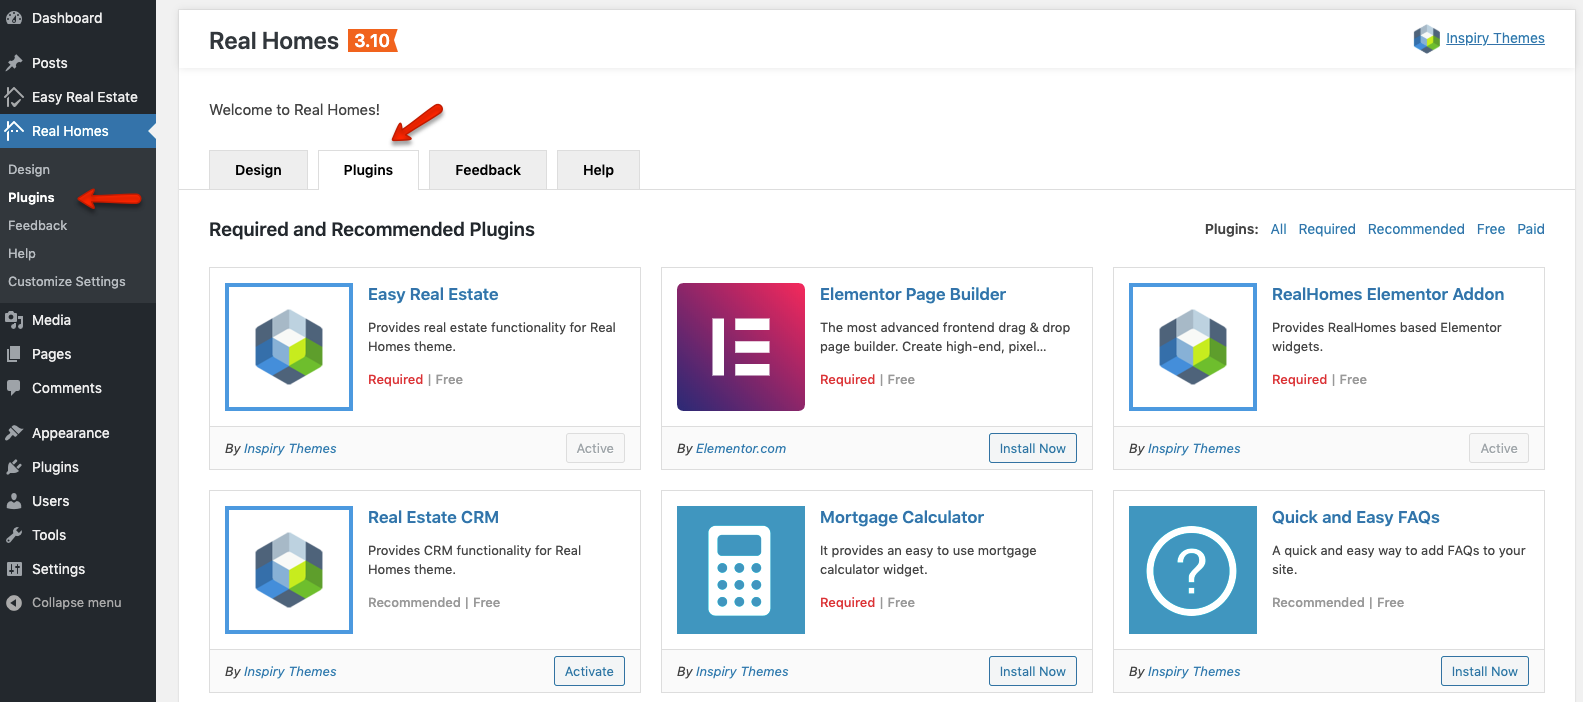 Dashboard
Posts
Easy Real Estate
Real Homes
Design
Plugins
Feedback
Help
Customize Settings
Media
Pages
Comments
Appearance
Plugins
Users
Tools
Settings
Collapse menu
Real Homes 3.10
Inspiry Themes
Welcome to Real Homes!
Design Plugins Feedback Help
Required and Recommended Plugins
Plugins: All Required Recommended Free Paid
Easy Real Estate
Provides real estate functionality for Real
Homes theme.
Required | Free
By Inspiry Themes
Active
Elementor Page Builder
The most advanced frontend drag & drop
page builder. Create high-end, pixel...
Required | Free
By Elementor.com
Install Now
RealHomes Elementor Addon
Provides RealHomes based Elementor
widgets.
Required | Free
By Inspiry Themes
Active
Real Estate CRM
Provides CRM functionality for Real
Homes theme.
Recommended | Free
By Inspiry Themes
Activate
Mortgage Calculator
It provides an easy to use mortgage
calculator widget.
Required | Free
By Inspiry Themes
Install Now
Quick and Easy FAQs
A quick and easy way to add FAQs to your
site.
Recommended | Free
By Inspiry Themes
Install Now